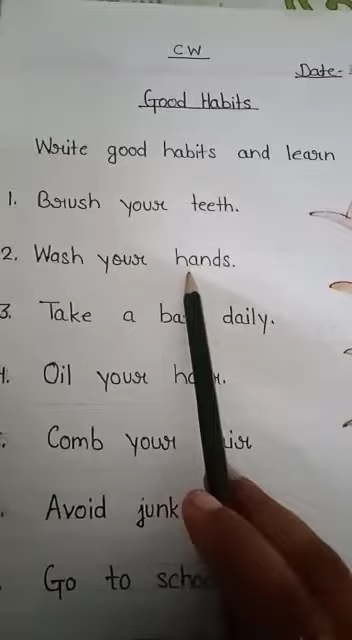 CW
Date-
Good Habits
Write good habits and learn
1. Brush your teeth.
2. Wash your hands.
3. Take a daily.
4. Oil your
Comb your
Avoid junk
Go to